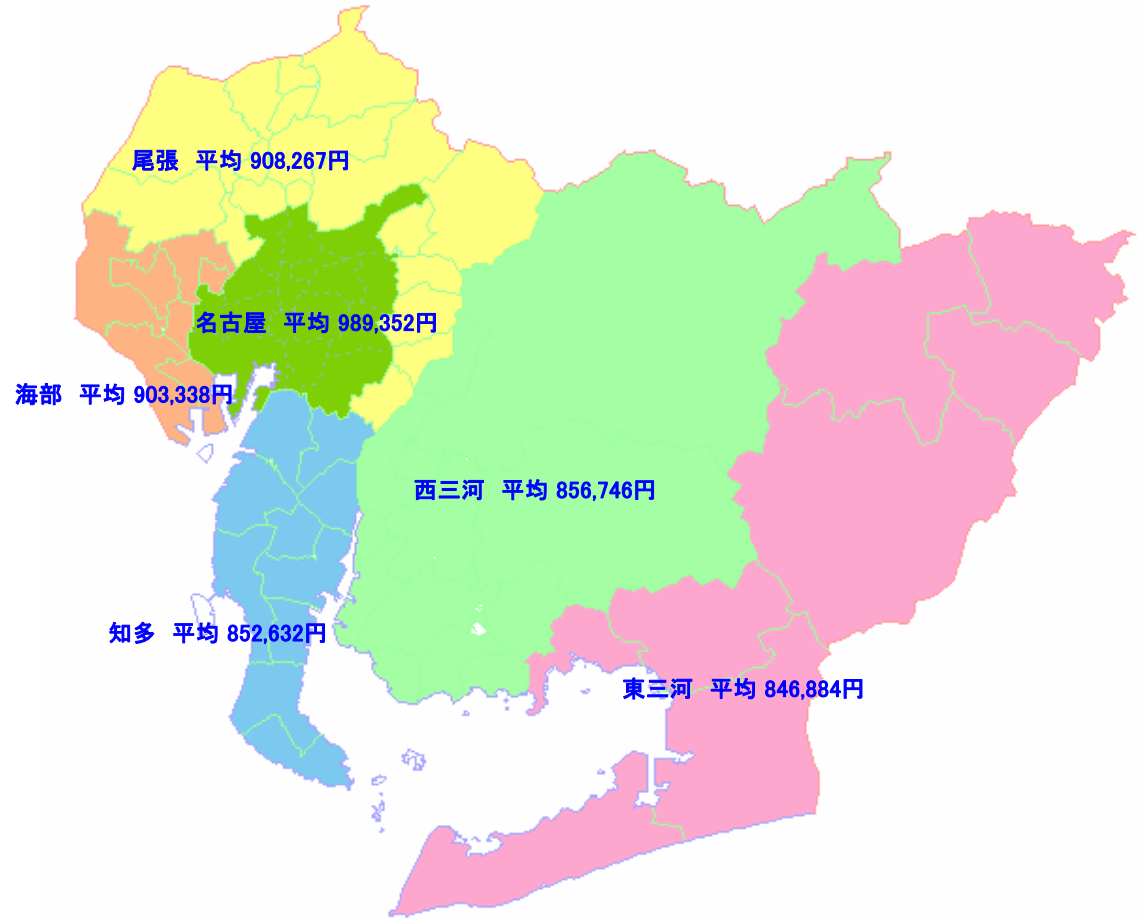 尾張　平均 908,267円
名古屋　平均 989,352円
海部　平均 903,338円
西三河　平均 856,746円
知多　平均 852,632円
東三河　平均 846,884円